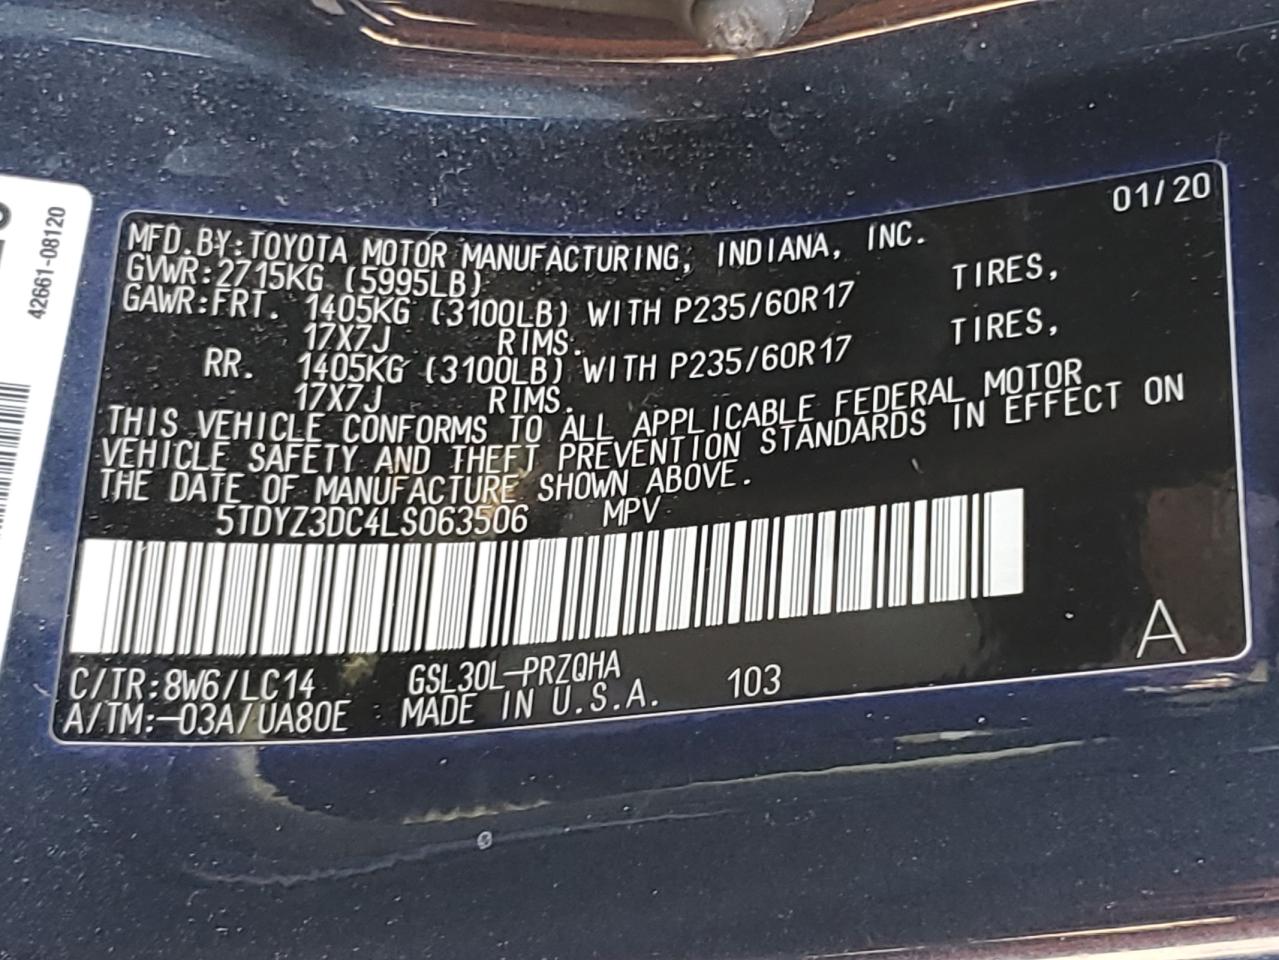 42661-08120
01/20
MFD.BY:TOYOTA MOTOR MANUFACTURING, INDIANA, INC.
GVWR:2715KG (5995LB)
GAWR:FRT. 1405KG (3100LB) WITH P235/60R17 TIRES,
17X7J RIMS.
RR. 1405KG (3100LB) WITH P235/60R17 TIRES,
17X7J RIMS.
THIS VEHICLE CONFORMS TO ALL APPLICABLE FEDERAL MOTOR
VEHICLE SAFETY AND THEFT PREVENTION STANDARDS IN EFFECT ON
THE DATE OF MANUFACTURE SHOWN ABOVE.
5TDYZ3DC4LS063506 MPV
A
C/TR:8W6/LC14 GSL30L-PRZQHA
A/TM:-03A/UA80E MADE IN U.S.A. 103